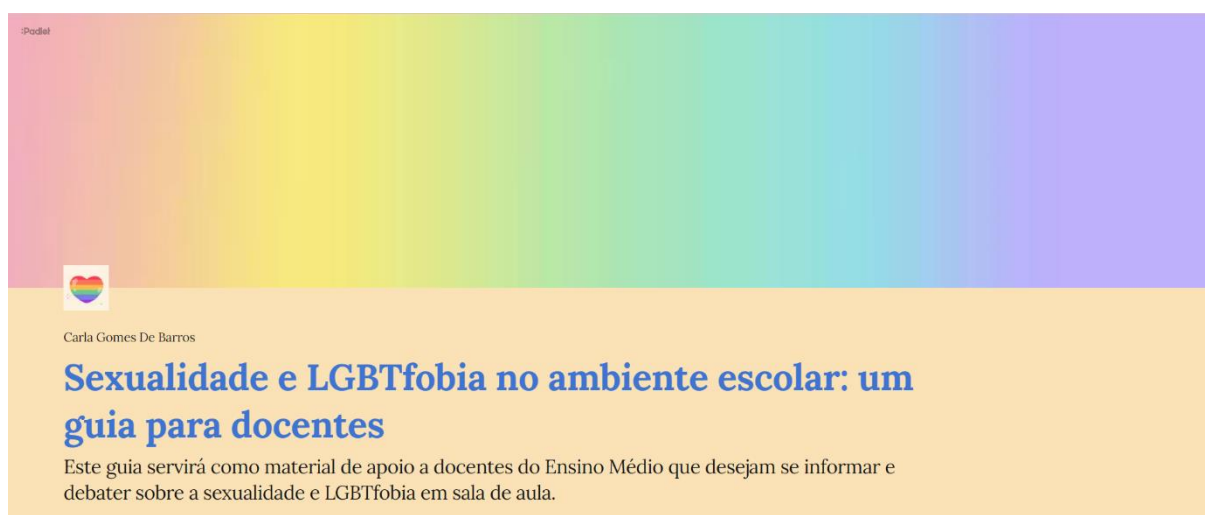 :Padlet
Carla Gomes De Barros
Sexualidade e LGBTfobia no ambiente escolar: um
guia para docentes
Este guia servirá como material de apoio a docentes do Ensino Médio que desejam se informar e
debater sobre a sexualidade e LGBTfobia em sala de aula.